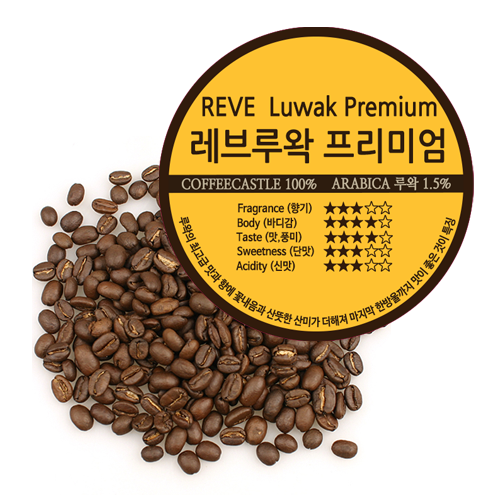 REVE Luwak Premium
레브루왁 프리미엄
COFFEECASTLE 100% ARABICA 루왁 1.5%
Fragrance (향기) ★★★☆☆
Body (바디감) ★★★★☆
Taste (맛,풍미) ★★★★☆
Sweetness (단맛) ★★★★☆
Acidity (신맛) ★★★☆☆
루왁의 최고급 맛과 향에 꽃내음과 산뜻한 산미가 더해져 마지막 한방울까지 맛이 좋은것이 특징